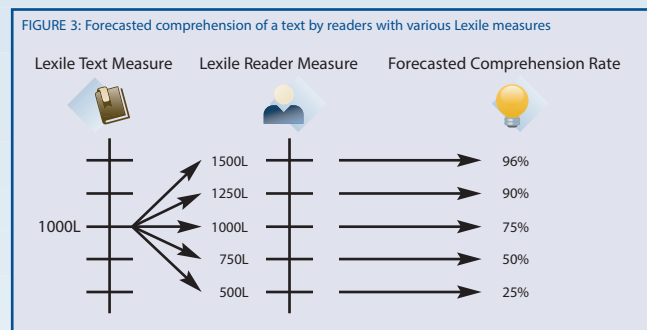 FIGURE 3: Forecasted comprehension of a text by readers with various Lexile measures
Lexile Text Measure Lexile Reader Measure Forecasted Comprehension Rate
1500L 96%
1250L 90%
1000L 1000L 75%
750L 50%
500L 25%